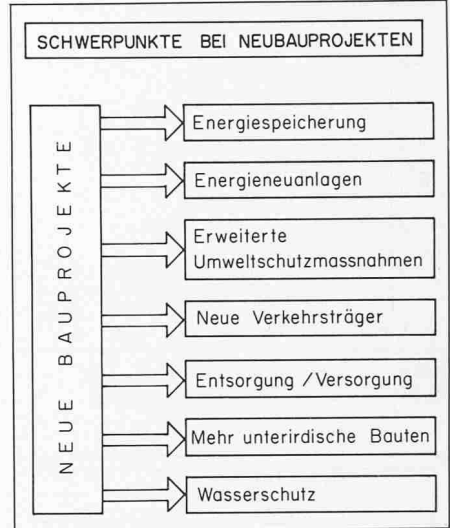 SCHWERPUNKTE BEI NEUBAUPROJEKTEN
NEUE BAUPROJEKTE
Energiespeicherung
Energieneuanlagen
Erweiterte
Umweltschutzmassnahmen
Neue Verkehrsträger
Entsorgung / Versorgung
Mehr unterirdische Bauten
Wasserschutz